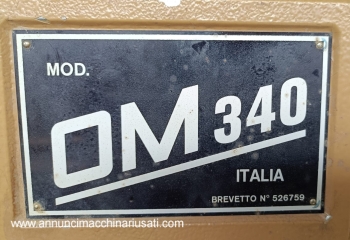 MOD.
OM 340
ITALIA
BREVETTO N° 526759
www.annuncimacchinariusati.com